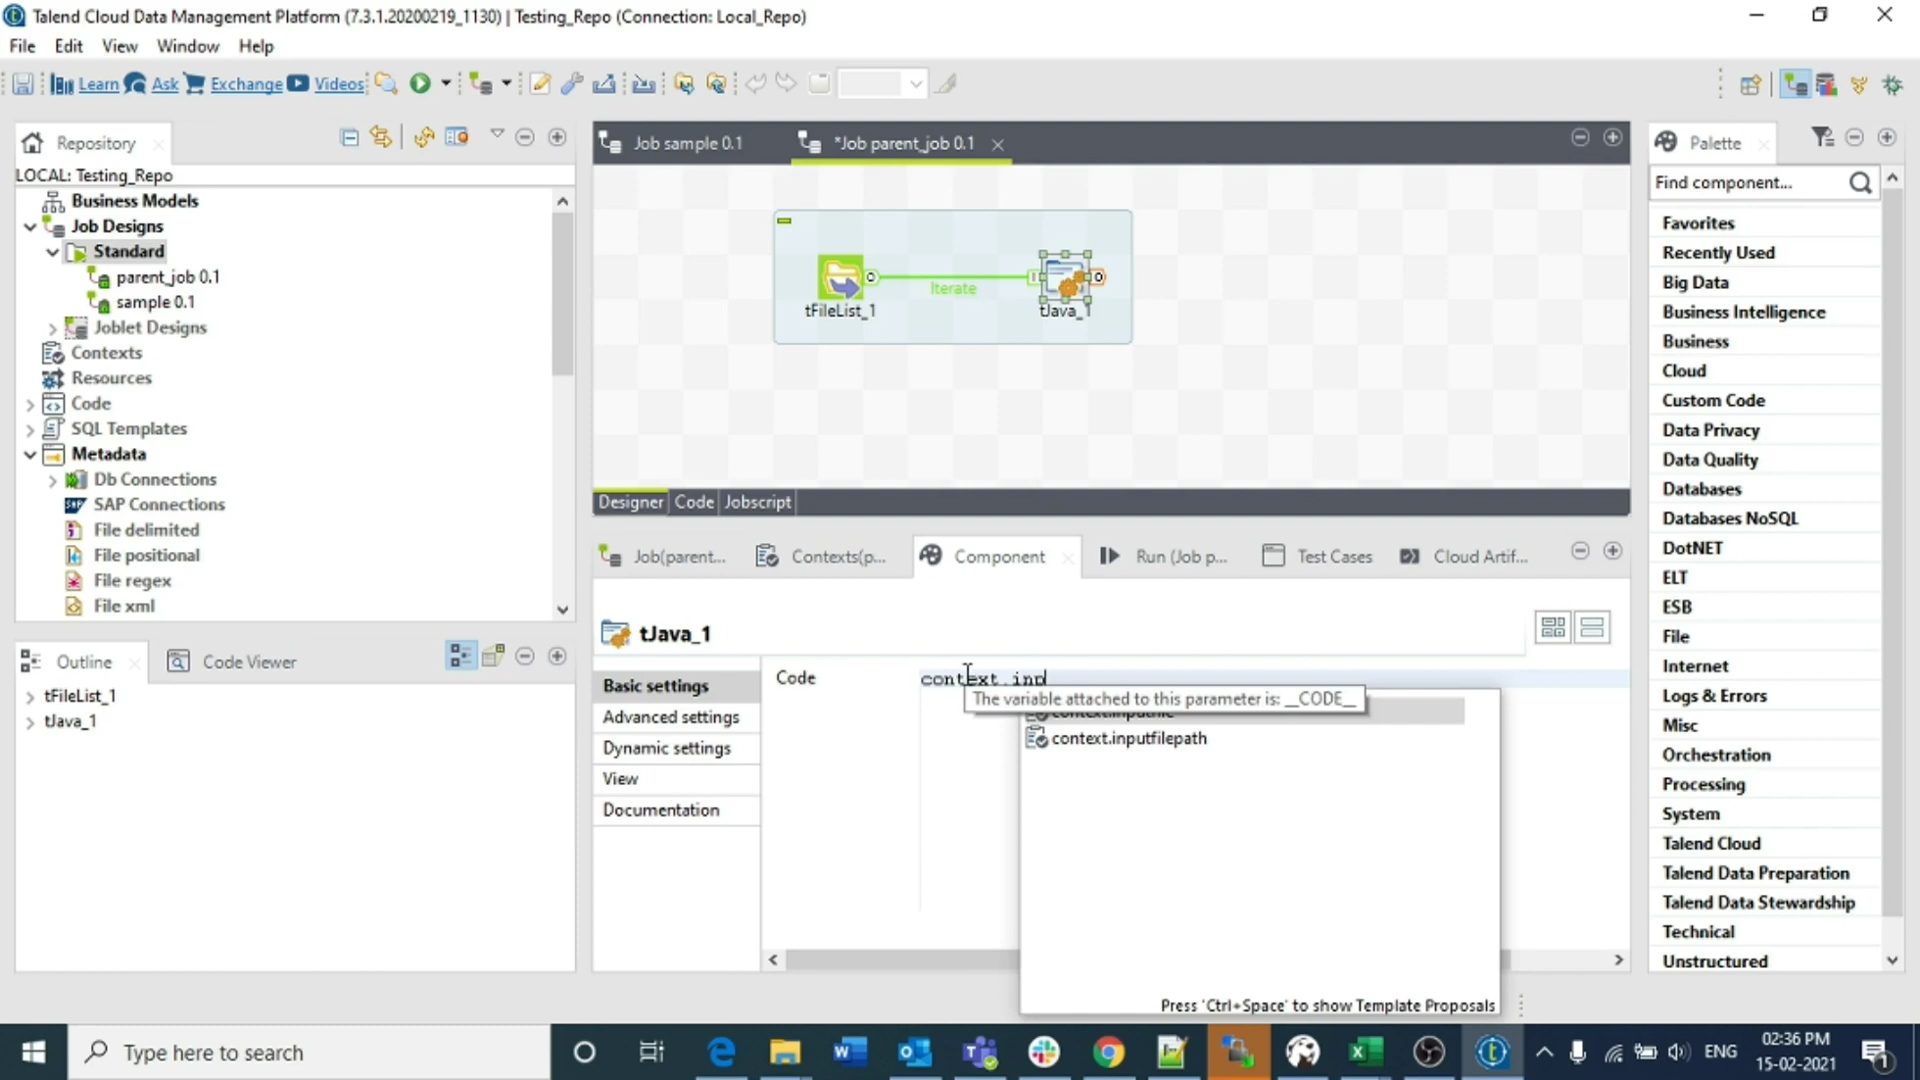 Talend Cloud Data Management Platform (7.3.1.20200219_1130) | Testing_Repo (Connection: Local_Repo)
File Edit View Window Help
Learn Ask Exchange Videos
Repository
LOCAL: Testing_Repo
Business Models
Job Designs
Standard
parent_job 0.1
sample 0.1
Joblet Designs
Contexts
Resources
Code
SQL Templates
Metadata
Db Connections
SAP Connections
File delimited
File positional
File regex
File xml
Outline
Code Viewer
tFileList_1
tJava_1
Job sample 0.1
*Job parent_job 0.1
Iterate
tFileList_1
tJava_1
Designer Code Jobscript
Job(parent... Contexts(p... Component Run (Job p... Test Cases Cloud Artif...
tJava_1
Basic settings
Advanced settings
Dynamic settings
View
Documentation
Code
context.inp
The variable attached to this parameter is: __CODE__
context.inputfile
context.inputfilepath
Press 'Ctrl+Space' to show Template Proposals
Palette
Find component...
Favorites
Recently Used
Big Data
Business Intelligence
Business
Cloud
Custom Code
Data Privacy
Data Quality
Databases
Databases NoSQL
DotNET
ELT
ESB
File
Internet
Logs & Errors
Misc
Orchestration
Processing
System
Talend Cloud
Talend Data Preparation
Talend Data Stewardship
Technical
Unstructured
Type here to search
ENG
02:36 PM
15-02-2021
1